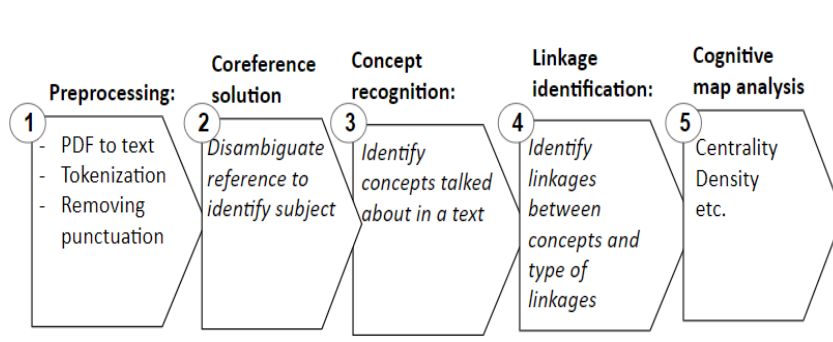 Preprocessing:
1
- PDF to text
- Tokenization
- Removing
punctuation
Coreference
solution
2
Disambiguate
reference to
identify subject
Concept
recognition:
3
Identify
concepts talked
about in a text
Linkage
identification:
4
Identify
linkages
between
concepts and
type of
linkages
Cognitive
map analysis
5
Centrality
Density
etc.